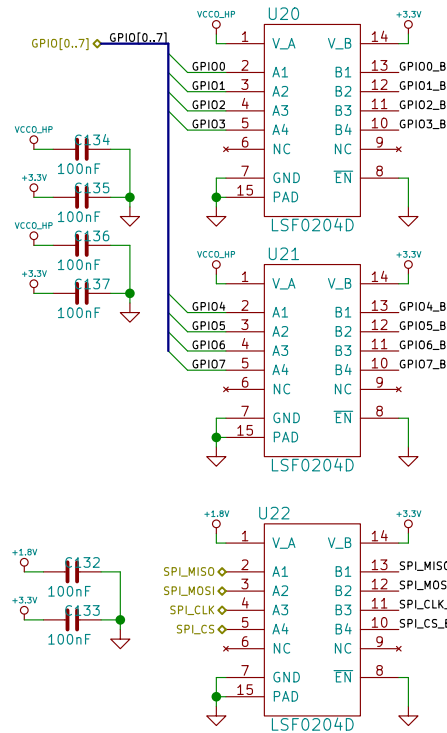 U20
VCCO_HP
+3.3V
GPIO[0..7]
GPIO[0..7]
1 V_A V_B 14
GPIO0 2 A1 B1 13 GPIO0_B
GPIO1 3 A2 B2 12 GPIO1_B
GPIO2 4 A3 B3 11 GPIO2_B
GPIO3 5 A4 B4 10 GPIO3_B
6 NC NC 9
7 GND EN 8
15 PAD
LSF0204D
VCCO_HP
C134
100nF
+3.3V
C135
100nF
VCCO_HP
C136
100nF
+3.3V
C137
100nF
U21
VCCO_HP
+3.3V
1 V_A V_B 14
GPIO4 2 A1 B1 13 GPIO4_B
GPIO5 3 A2 B2 12 GPIO5_B
GPIO6 4 A3 B3 11 GPIO6_B
GPIO7 5 A4 B4 10 GPIO7_B
6 NC NC 9
7 GND EN 8
15 PAD
LSF0204D
U22
+1.8V
+3.3V
1 V_A V_B 14
SPI_MISO 2 A1 B1 13 SPI_MISO
SPI_MOSI 3 A2 B2 12 SPI_MOSI
SPI_CLK 4 A3 B3 11 SPI_CLK_
SPI_CS 5 A4 B4 10 SPI_CS_B
6 NC NC 9
7 GND EN 8
15 PAD
LSF0204D
+1.8V
C132
100nF
+3.3V
C133
100nF